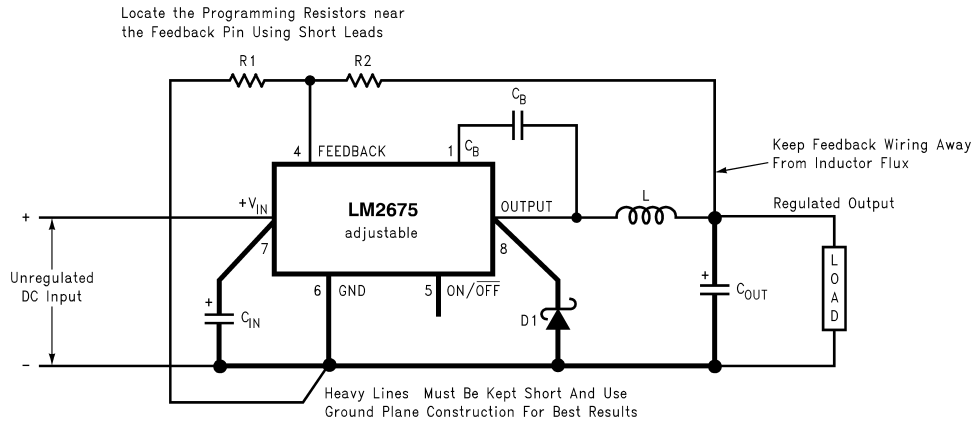 Locate the Programming Resistors near
the Feedback Pin Using Short Leads
R1
R2
C_B
4 FEEDBACK
1 C_B
Keep Feedback Wiring Away
From Inductor Flux
+V_IN
LM2675
adjustable
OUTPUT
L
Regulated Output
+
7
8
Unregulated
DC Input
6 GND
5 ON/O̅F̅F̅
+
C_IN
D1
+
C_OUT
LOAD
−
Heavy Lines Must Be Kept Short And Use
Ground Plane Construction For Best Results